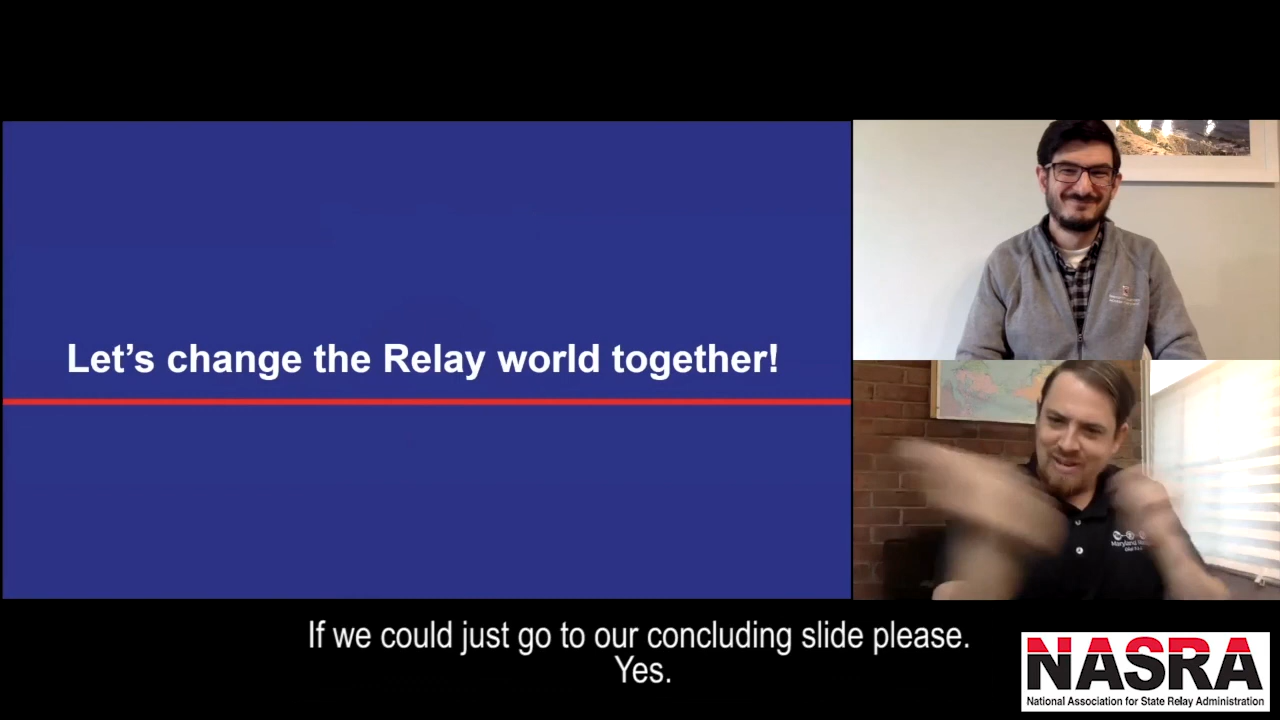 Let's change the Relay world together!
If we could just go to our concluding slide please.
Yes.
NASRA
National Association for State Relay Administration
Maryland